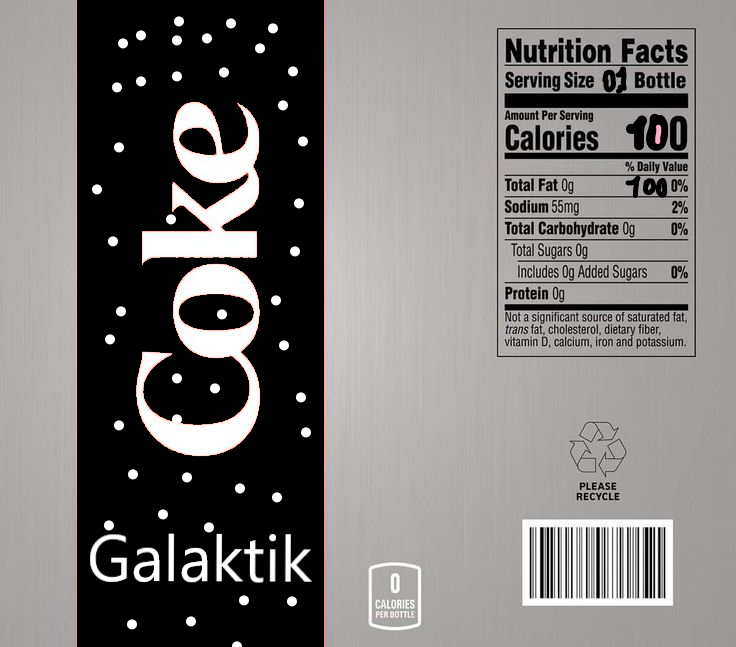 Coke
Galaktik
0
CALORIES
PER BOTTLE
Nutrition Facts
Serving Size 01 Bottle
Amount Per Serving
Calories 100
% Daily Value
Total Fat 0g 100 0%
Sodium 55mg 2%
Total Carbohydrate 0g 0%
Total Sugars 0g
Includes 0g Added Sugars 0%
Protein 0g
Not a significant source of saturated fat,
trans fat, cholesterol, dietary fiber,
vitamin D, calcium, iron and potassium.
PLEASE
RECYCLE